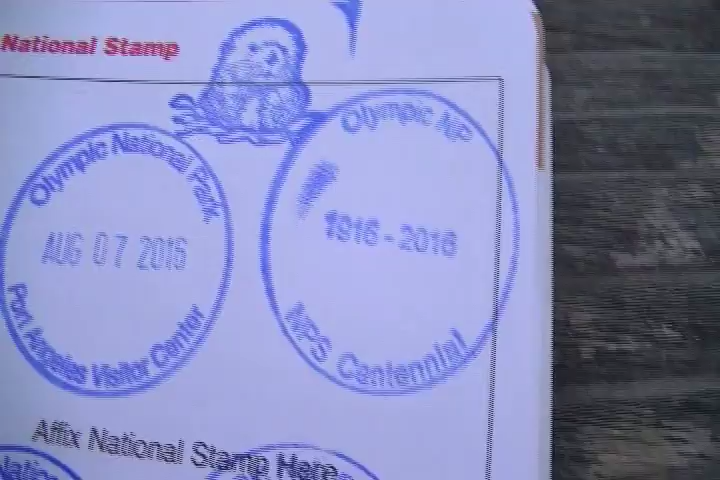 National Stamp
Olympic National Park
AUG 07 2015
Port Angeles Visitor Center
Olympic NP
1916 - 2016
NPS Centennial
Affix National Stamp Here